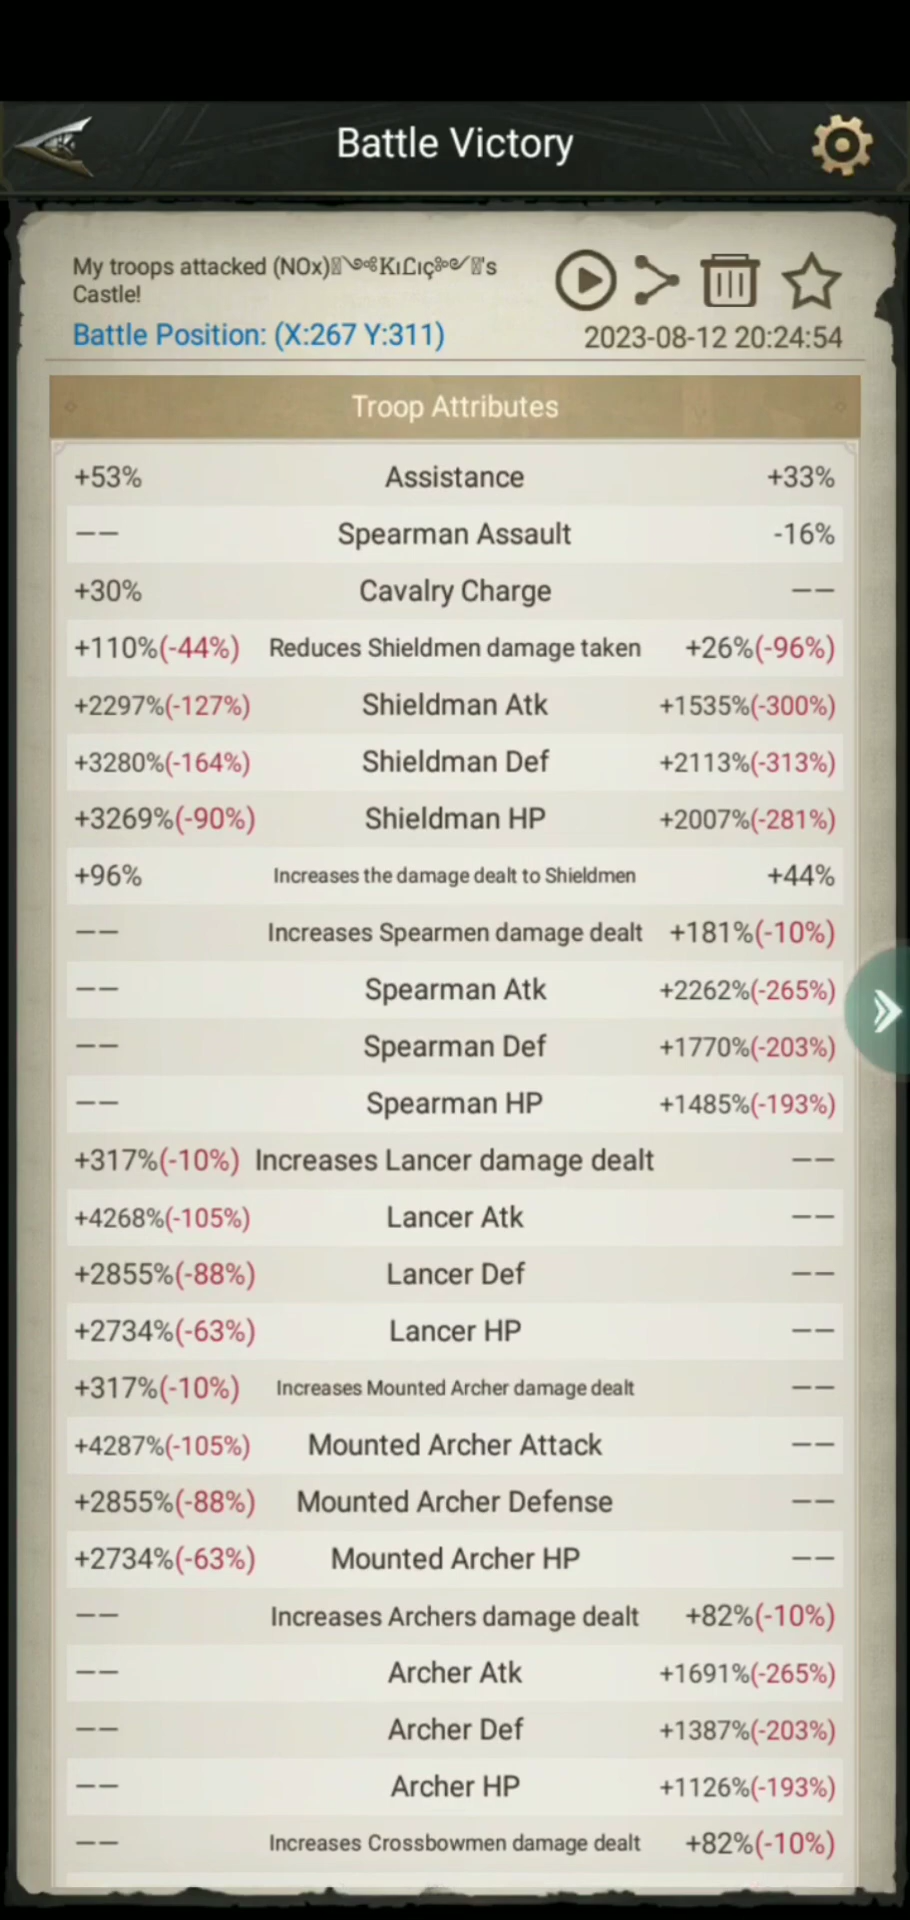 Battle Victory
My troops attacked (NOx)༺KıŁıç༻'s
Castle!
Battle Position: (X:267 Y:311)
2023-08-12 20:24:54
Troop Attributes
+53% Assistance +33%
—— Spearman Assault -16%
+30% Cavalry Charge ——
+110%(-44%) Reduces Shieldmen damage taken +26%(-96%)
+2297%(-127%) Shieldman Atk +1535%(-300%)
+3280%(-164%) Shieldman Def +2113%(-313%)
+3269%(-90%) Shieldman HP +2007%(-281%)
+96% Increases the damage dealt to Shieldmen +44%
—— Increases Spearmen damage dealt +181%(-10%)
—— Spearman Atk +2262%(-265%)
—— Spearman Def +1770%(-203%)
—— Spearman HP +1485%(-193%)
+317%(-10%) Increases Lancer damage dealt ——
+4268%(-105%) Lancer Atk ——
+2855%(-88%) Lancer Def ——
+2734%(-63%) Lancer HP ——
+317%(-10%) Increases Mounted Archer damage dealt ——
+4287%(-105%) Mounted Archer Attack ——
+2855%(-88%) Mounted Archer Defense ——
+2734%(-63%) Mounted Archer HP ——
—— Increases Archers damage dealt +82%(-10%)
—— Archer Atk +1691%(-265%)
—— Archer Def +1387%(-203%)
—— Archer HP +1126%(-193%)
—— Increases Crossbowmen damage dealt +82%(-10%)